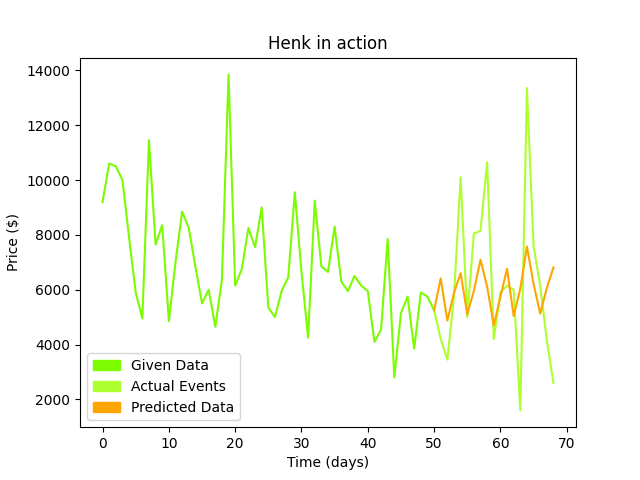 Henk in action
Price ($)
14000
12000
10000
8000
6000
4000
2000
Given Data
Actual Events
Predicted Data
0 10 20 30 40 50 60 70
Time (days)